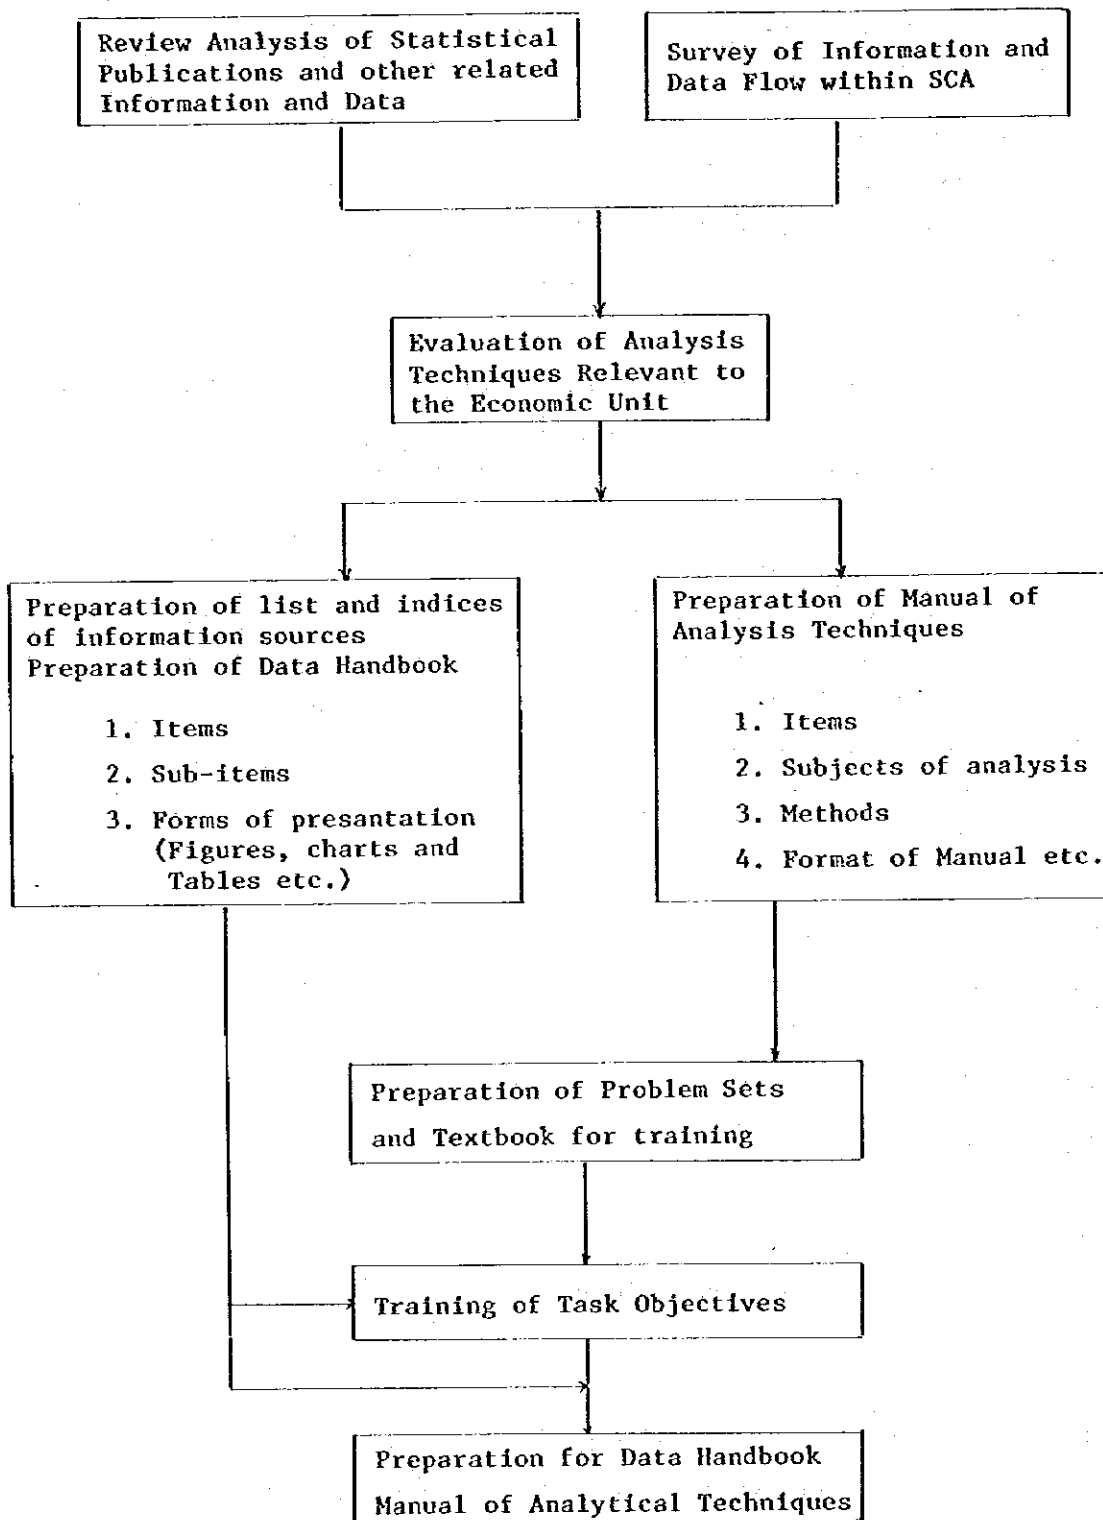 Review Analysis of Statistical
Publications and other related
Information and Data
Survey of Information and
Data Flow within SCA
Evaluation of Analysis
Techniques Relevant to
the Economic Unit
Preparation of list and indices
of information sources
Preparation of Data Handbook
1. Items
2. Sub-items
3. Forms of presantation
(Figures, charts and
Tables etc.)
Preparation of Manual of
Analysis Techniques
1. Items
2. Subjects of analysis
3. Methods
4. Format of Manual etc.
Preparation of Problem Sets
and Textbook for training
Training of Task Objectives
Preparation for Data Handbook
Manual of Analytical Techniques